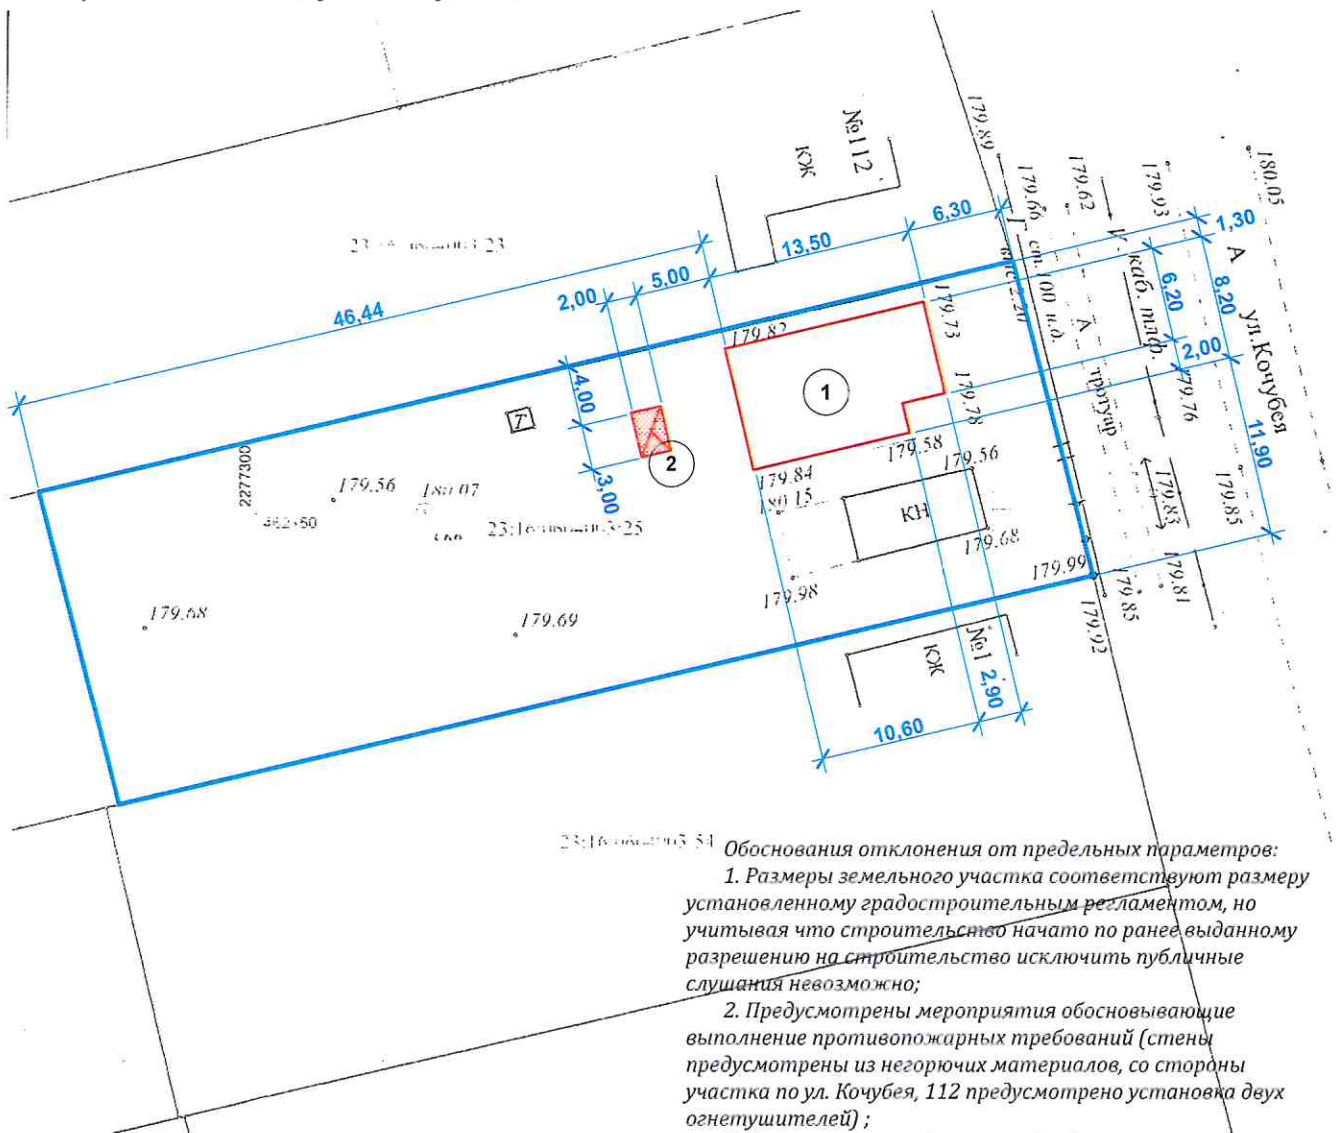 №112
КЖ
179.89
179.66
179.62
179.93
180.05
6,30
13,50
5,00
2,00
46,44
1,30
А
8,20
6,20
2,00
11,90
Г ст.100 н.д.
А
тротуар
каб. тлф.
ул.Кочубея
179.82
179.73
179.78
1
4,00
3,00
2
2277300
179.56
180.07
179.58
179.56
179.84
180.15
КН
179.68
179.98
179.99
179.76
179.83
179.85
179.81
179.85
179.92
179.68
179.69
№1
КЖ
2,90
10,60
Обоснования отклонения от предельных параметров:
1. Размеры земельного участка соответствуют размеру
установленному градостроительным регламентом, но
учитывая что строительство начато по ранее выданному
разрешению на строительство исключить публичные
слушания невозможно;
2. Предусмотрены мероприятия обосновывающие
выполнение противопожарных требований (стены
предусмотрены из негорючих материалов, со стороны
участка по ул. Кочубея, 112 предусмотрено установка двух
огнетушителей) ;